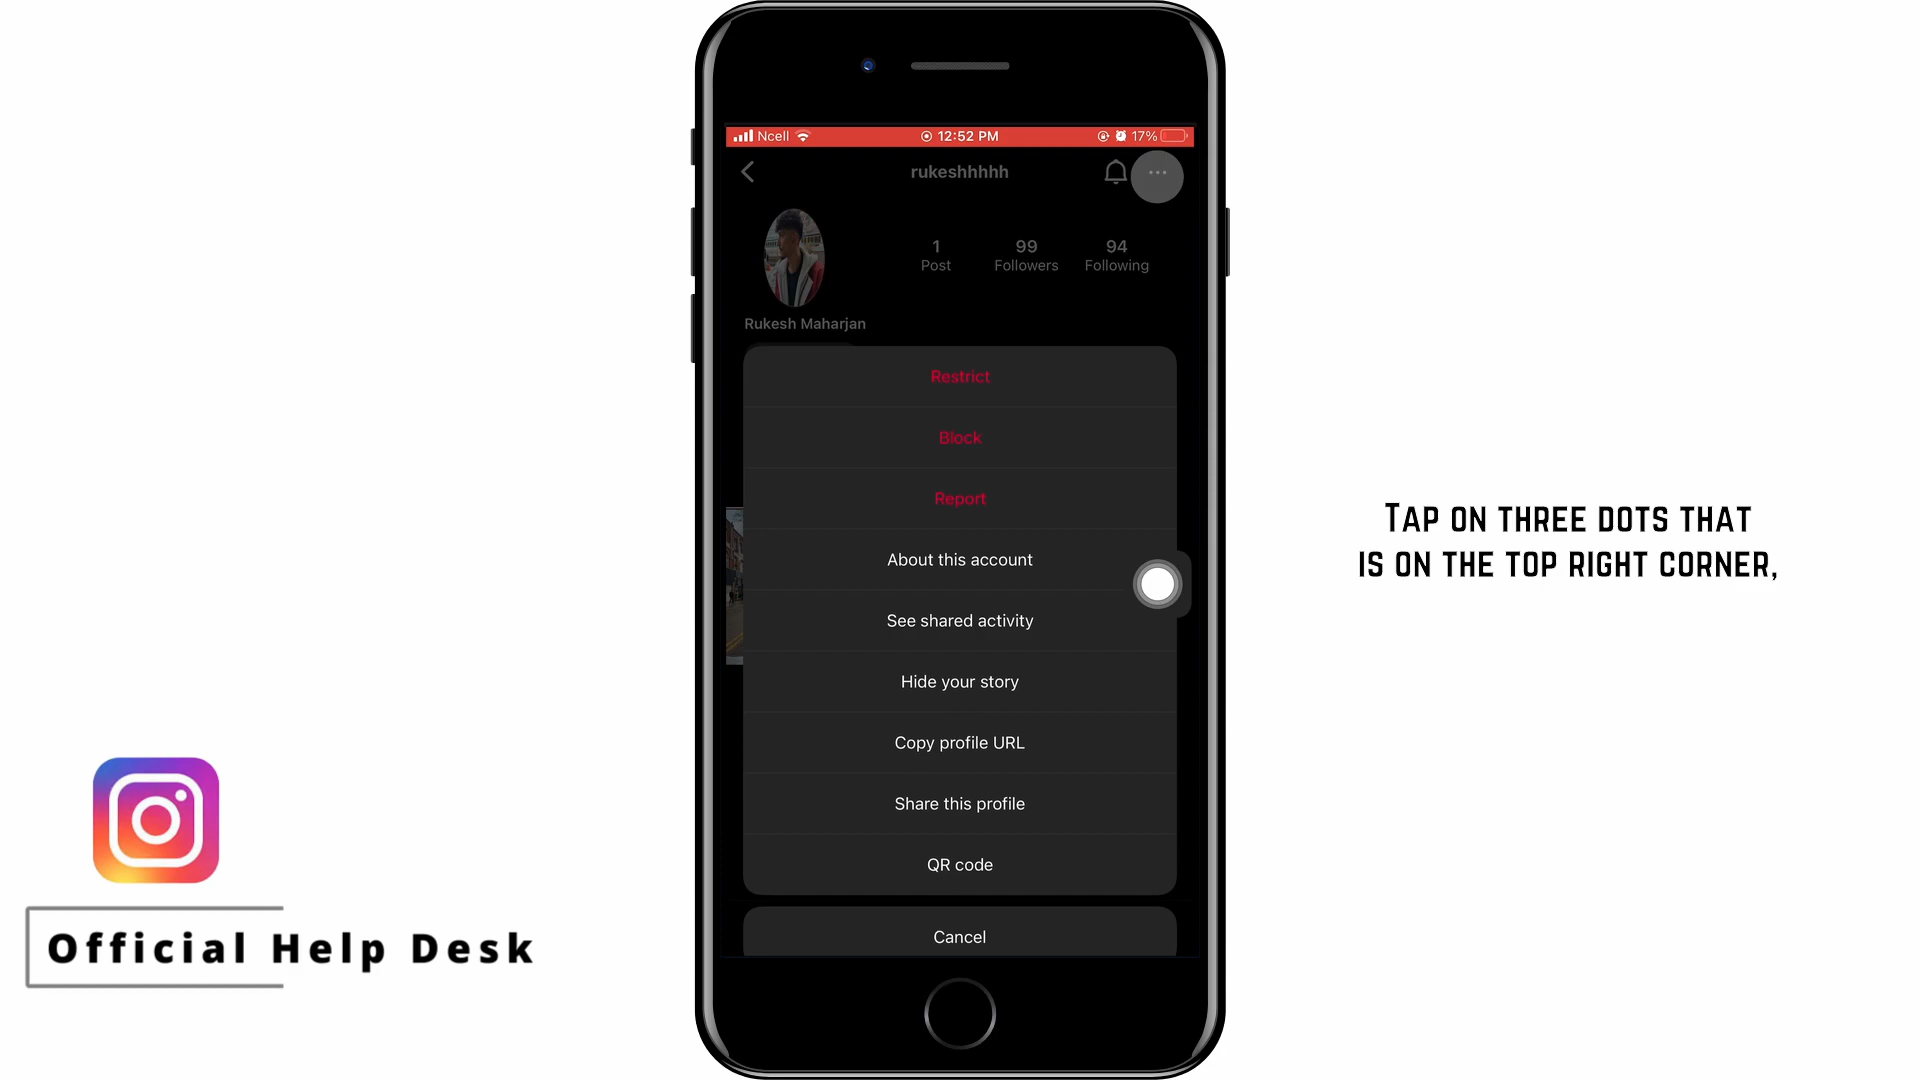 Ncell
12:52 PM
17%
rukeshhhhh
1
Post
99
Followers
94
Following
Rukesh Maharjan
Restrict
Block
Report
About this account
See shared activity
Hide your story
Copy profile URL
Share this profile
QR code
Cancel
TAP ON THREE DOTS THAT
IS ON THE TOP RIGHT CORNER,
Official Help Desk